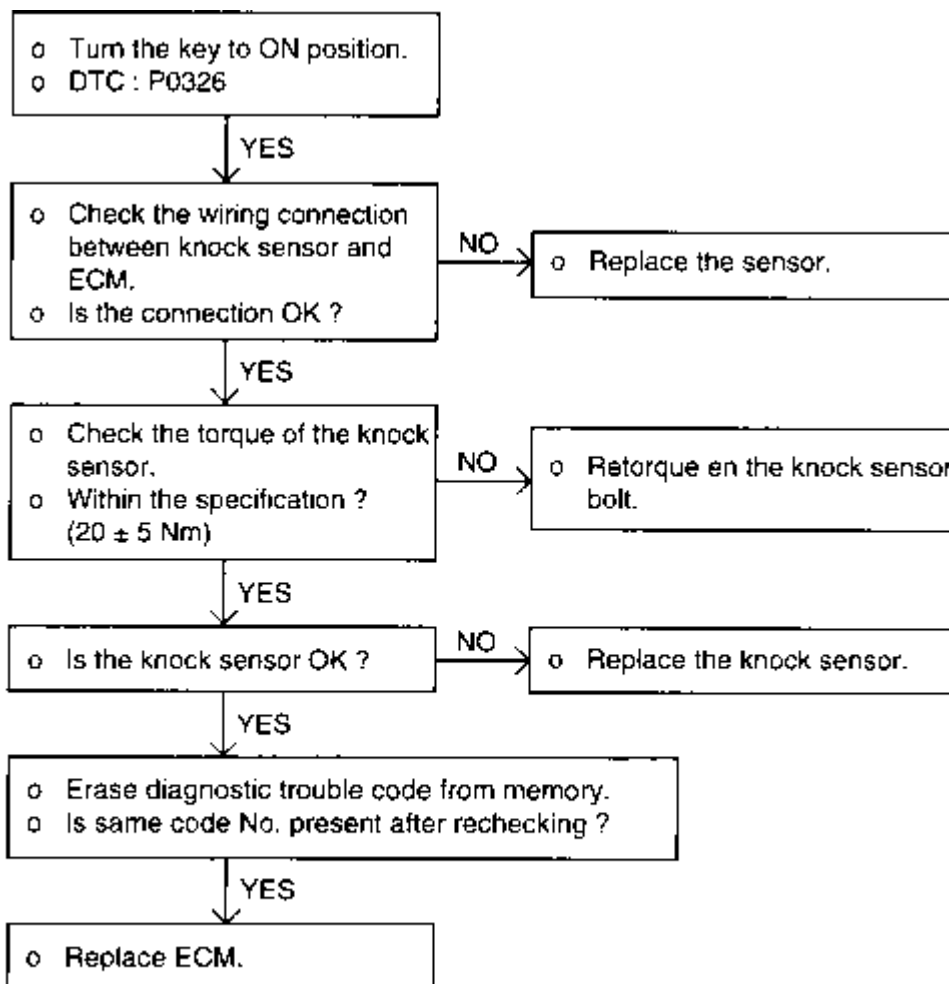 o Turn the key to ON position.
o DTC : P0326
YES
o Check the wiring connection
between knock sensor and
ECM.
o Is the connection OK ?
NO
o Replace the sensor.
YES
o Check the torque of the knock
sensor.
o Within the specification ?
(20 ± 5 Nm)
NO
o Retorque en the knock sensor
bolt.
YES
o Is the knock sensor OK ?
NO
o Replace the knock sensor.
YES
o Erase diagnostic trouble code from memory.
o Is same code No. present after rechecking ?
YES
o Replace ECM.